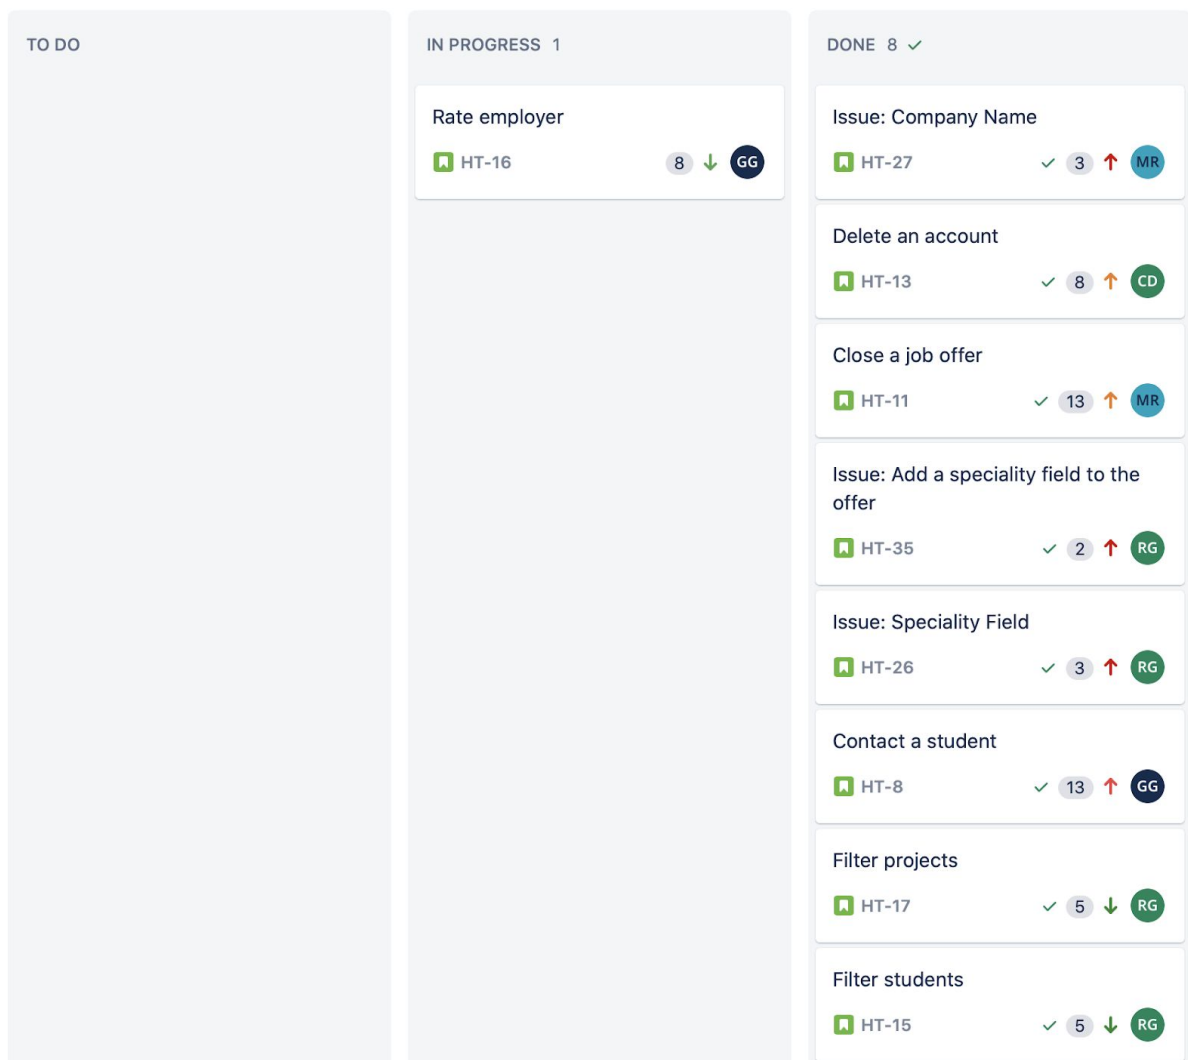 TO DO
IN PROGRESS 1
Rate employer
HT-16 8 GG
DONE 8
Issue: Company Name
HT-27 3 MR
Delete an account
HT-13 8 CD
Close a job offer
HT-11 13 MR
Issue: Add a speciality field to the
offer
HT-35 2 RG
Issue: Speciality Field
HT-26 3 RG
Contact a student
HT-8 13 GG
Filter projects
HT-17 5 RG
Filter students
HT-15 5 RG